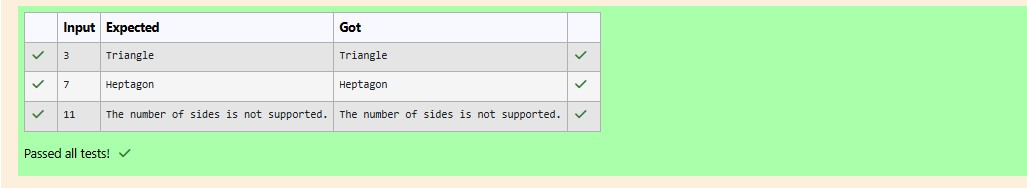 Input Expected Got
3 Triangle Triangle
7 Heptagon Heptagon
11 The number of sides is not supported. The number of sides is not supported.
Passed all tests!